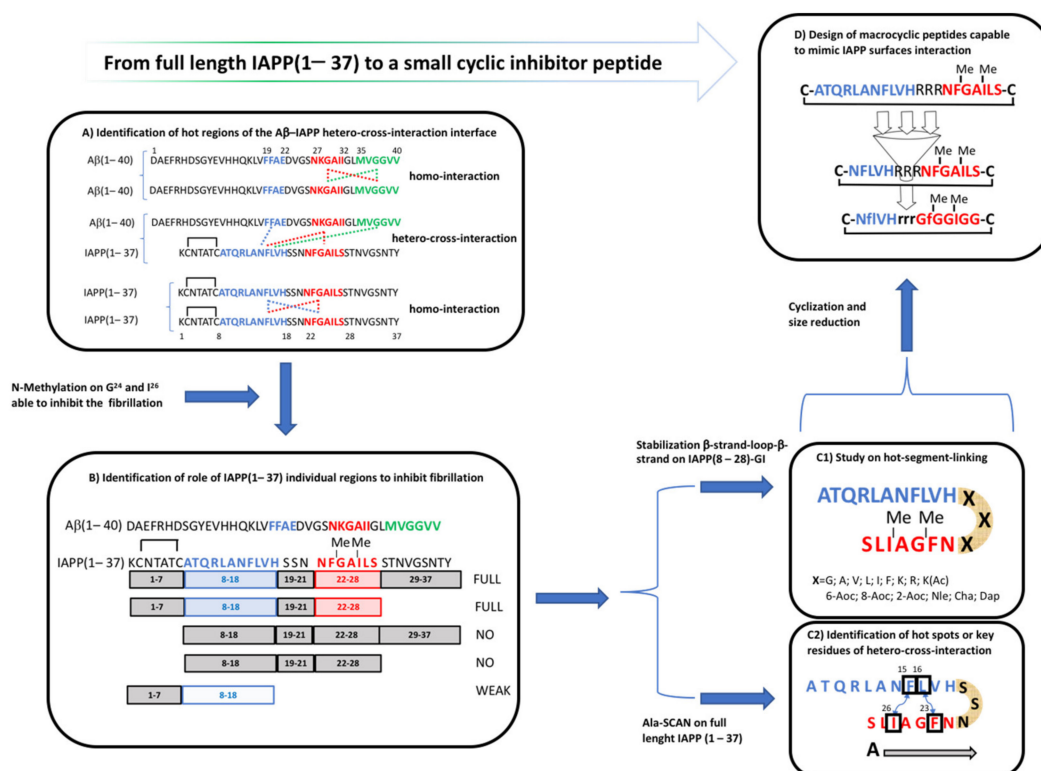 From full length IAPP(1– 37) to a small cyclic inhibitor peptide
A) Identification of hot regions of the Aβ–IAPP hetero-cross-interaction interface
1 19 22 27 32 35 40
Aβ(1– 40) DAEFRHDSGYEVHHQKLVFFAEDVGSNKGAIIGLMVGGVV
homo-interaction
Aβ(1– 40) DAEFRHDSGYEVHHQKLVFFAEDVGSNKGAIIGLMVGGVV
Aβ(1– 40) DAEFRHDSGYEVHHQKLVFFAEDVGSNKGAIIGLMVGGVV
hetero-cross-interaction
IAPP(1– 37) KCNTATCATQRLANFLVHSSNNFGAILSSTNVGSNTY
IAPP(1– 37) KCNTATCATQRLANFLVHSSNNFGAILSSTNVGSNTY
homo-interaction
IAPP(1– 37) KCNTATCATQRLANFLVHSSNNFGAILSSTNVGSNTY
1 8 18 22 28 37
N-Methylation on G24 and I26
able to inhibit the fibrillation
B) Identification of role of IAPP(1– 37) individual regions to inhibit fibrillation
Aβ(1– 40) DAEFRHDSGYEVHHQKLVFFAEDVGSNKGAIIGLMVGGVV
Me Me
IAPP(1– 37) KCNTATCATQRLANFLVH SSN NFGAILS STNVGSNTY
1-7 8-18 19-21 22-28 29-37 FULL
1-7 8-18 19-21 22-28 FULL
8-18 19-21 22-28 29-37 NO
8-18 19-21 22-28 NO
1-7 8-18 WEAK
Stabilization β-strand-loop-β-
strand on IAPP(8 – 28)-GI
Ala-SCAN on full
lenght IAPP (1 – 37)
C1) Study on hot-segment-linking
ATQRLANFLVH X
Me Me X
SLIAGFN X
X=G; A; V; L; I; F; K; R; K(Ac)
6-Aoc; 8-Aoc; 2-Aoc; Nle; Cha; Dap
C2) Identification of hot spots or key
residues of hetero-cross-interaction
15 16
A T Q R L A N F L V H S
S
26 23
S L I A G F N N
A
Cyclization and
size reduction
D) Design of macrocyclic peptides capable
to mimic IAPP surfaces interaction
Me Me
C-ATQRLANFLVHRRRNFGAILS-C
Me Me
C-NFLVHRRRNFGAILS-C
C-NfIVHrrrGfGGIGG-C